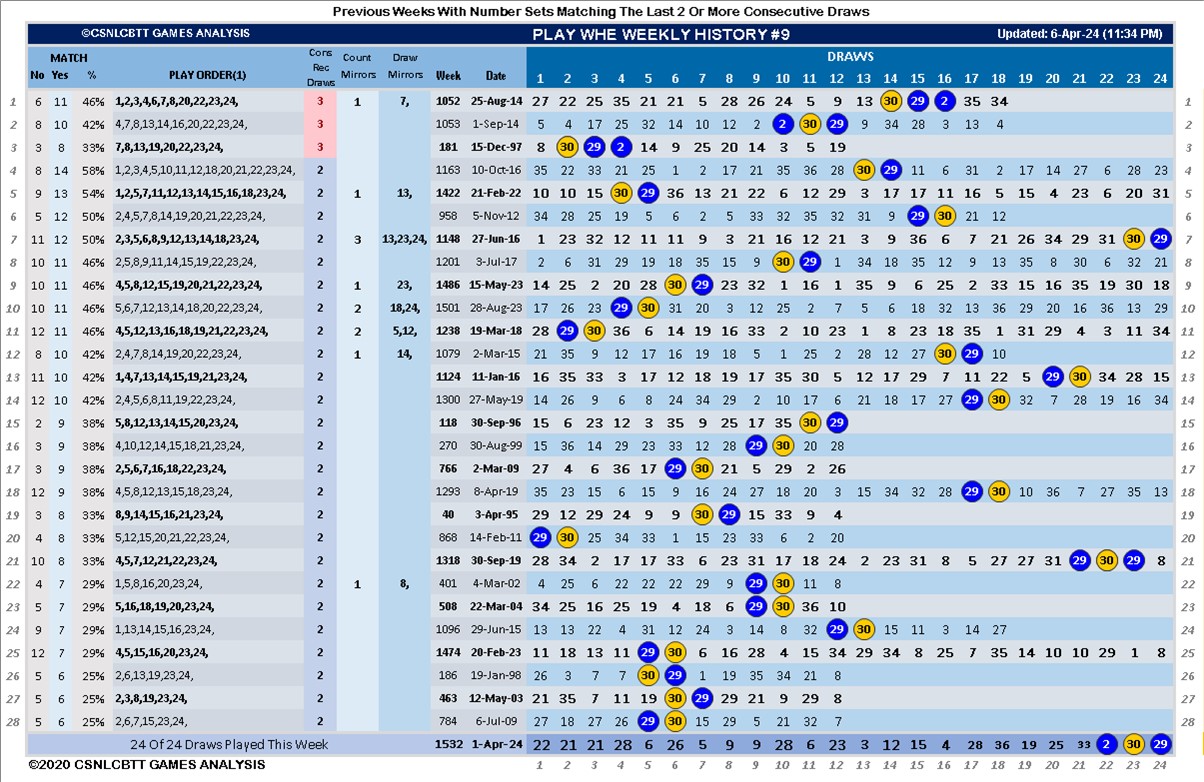 Previous Weeks With Number Sets Matching The Last 2 Or More Consecutive Draws
©CSNLCBTT GAMES ANALYSIS PLAY WHE WEEKLY HISTORY #9 Updated: 6-Apr-24 (11:34 PM)
MATCH Cons Rec Draws Count Mirrors Draw Mirrors DRAWS
No Yes % PLAY ORDER(1) Week Date 1 2 3 4 5 6 7 8 9 10 11 12 13 14 15 16 17 18 19 20 21 22 23 24
1 6 11 46% 1,2,3,4,6,7,8,20,22,23,24, 3 1 7, 1052 25-Aug-14 27 22 25 35 21 21 5 28 26 24 5 9 13 30 29 2 35 34 1
2 8 10 42% 4,7,8,13,14,16,20,22,23,24, 3 1053 1-Sep-14 5 4 17 25 32 14 10 12 2 2 30 29 9 34 28 3 13 4 2
3 3 8 33% 7,8,13,19,20,22,23,24, 3 181 15-Dec-97 8 30 29 2 14 9 25 20 14 3 5 19 3
4 8 14 58% 1,2,3,4,5,10,11,12,18,20,21,22,23,24, 2 1163 10-Oct-16 35 22 33 21 25 1 2 17 21 35 36 28 30 29 11 6 31 2 17 14 27 6 28 23 4
5 9 13 54% 1,2,5,7,11,12,13,14,15,16,18,23,24, 2 1 13, 1422 21-Feb-22 10 10 15 30 29 36 13 21 22 6 12 29 3 17 17 11 16 5 15 4 22 6 20 31 5
6 5 12 50% 2,4,5,7,8,14,19,20,21,22,23,24, 2 958 5-Nov-12 34 28 25 19 5 6 2 5 33 32 35 32 31 9 29 30 21 12 6
7 11 12 50% 2,3,5,6,8,9,12,13,14,18,23,24, 2 3 13,23,24, 1148 27-Jun-16 1 23 32 12 11 11 9 3 21 16 12 21 3 9 36 6 7 21 26 34 29 31 30 29 7
8 10 11 46% 2,5,8,9,11,14,15,19,22,23,24, 2 1201 3-Jul-17 2 6 31 29 19 18 35 15 9 30 29 1 34 18 35 12 9 13 35 8 30 6 32 21 8
9 10 11 46% 4,5,8,12,15,19,20,21,22,23,24, 2 1 23, 1486 15-May-23 14 25 2 20 28 30 29 23 32 1 16 1 35 9 6 25 2 33 15 16 35 19 30 18 9
10 10 11 46% 5,6,7,12,13,14,18,20,22,23,24, 2 2 18,24, 1501 28-Aug-23 17 26 23 29 30 31 20 3 12 25 2 7 5 6 18 32 13 36 29 20 16 36 13 29 10
11 12 11 46% 4,5,12,13,16,18,19,21,22,23,24, 2 2 5,12, 1238 19-Mar-18 28 29 30 36 6 14 19 16 33 2 10 23 1 8 23 18 35 1 31 29 4 3 11 34 11
12 8 10 42% 2,4,7,8,14,19,20,22,23,24, 2 1 14, 1079 2-Mar-15 21 35 9 12 17 16 19 18 5 1 25 2 28 12 27 30 29 10 12
13 11 10 42% 1,4,7,13,14,15,19,21,23,24, 2 1124 11-Jan-16 16 35 33 3 17 12 18 19 17 35 30 5 12 17 29 7 11 22 5 29 30 34 28 15 13
14 12 10 42% 2,4,5,6,8,11,19,22,23,24, 2 1300 27-May-19 14 26 9 6 8 24 34 29 2 10 17 6 21 18 17 27 29 30 32 7 28 19 16 34 14
15 2 9 38% 5,8,12,13,14,15,20,23,24, 2 118 30-Sep-96 15 6 23 12 3 35 9 25 17 35 30 29 15
16 3 9 38% 4,10,12,14,15,18,21,23,24, 2 270 30-Aug-99 15 36 14 29 23 33 12 28 29 30 20 28 16
17 3 9 38% 2,5,6,7,16,18,22,23,24, 2 766 2-Mar-09 27 4 6 36 17 29 30 21 5 29 2 26 17
18 12 9 38% 4,5,8,12,13,15,18,23,24, 2 1293 8-Apr-19 35 23 15 6 15 9 16 24 27 18 20 3 15 34 32 28 29 30 10 36 7 27 35 13 18
19 3 8 33% 8,9,14,15,16,21,23,24, 2 40 3-Apr-95 29 12 29 24 9 9 30 29 15 33 9 4 19
20 4 8 33% 5,12,15,20,21,22,23,24, 2 868 14-Feb-11 29 30 25 34 33 1 15 23 33 6 2 20 20
21 10 8 33% 4,5,7,12,21,22,23,24, 2 1318 30-Sep-19 28 34 2 17 17 33 6 23 31 17 18 24 2 23 31 8 5 27 27 31 29 30 29 8 21
22 4 7 29% 1,5,8,16,20,23,24, 2 1 8, 401 4-Mar-02 4 25 6 22 22 22 29 9 29 30 11 8 22
23 5 7 29% 5,16,18,19,20,23,24, 2 508 22-Mar-04 34 25 16 25 19 4 18 6 29 30 36 10 23
24 9 7 29% 1,13,14,15,16,23,24, 2 1096 29-Jun-15 13 13 22 4 31 12 24 3 14 8 32 29 30 15 11 3 14 27 24
25 12 7 29% 4,5,15,16,20,23,24, 2 1474 20-Feb-23 11 18 13 11 29 30 6 16 28 4 15 34 29 34 8 25 7 35 14 10 10 29 1 8 25
26 5 6 25% 2,6,13,19,23,24, 2 186 19-Jan-98 26 3 7 7 30 29 1 19 35 34 21 8 26
27 5 6 25% 2,3,8,19,23,24, 2 463 12-May-03 21 35 7 11 19 30 29 29 21 9 29 8 27
28 5 6 25% 2,6,7,15,23,24, 2 784 6-Jul-09 27 18 17 26 29 30 15 29 5 21 32 7 28
24 Of 24 Draws Played This Week 1532 1-Apr-24 22 21 21 28 6 26 5 9 9 28 6 23 3 12 15 4 28 36 19 25 33 2 30 29
©2020 CSNLCBTT GAMES ANALYSIS 1 2 3 4 5 6 7 8 9 10 11 12 13 14 15 16 17 18 19 20 21 22 23 24